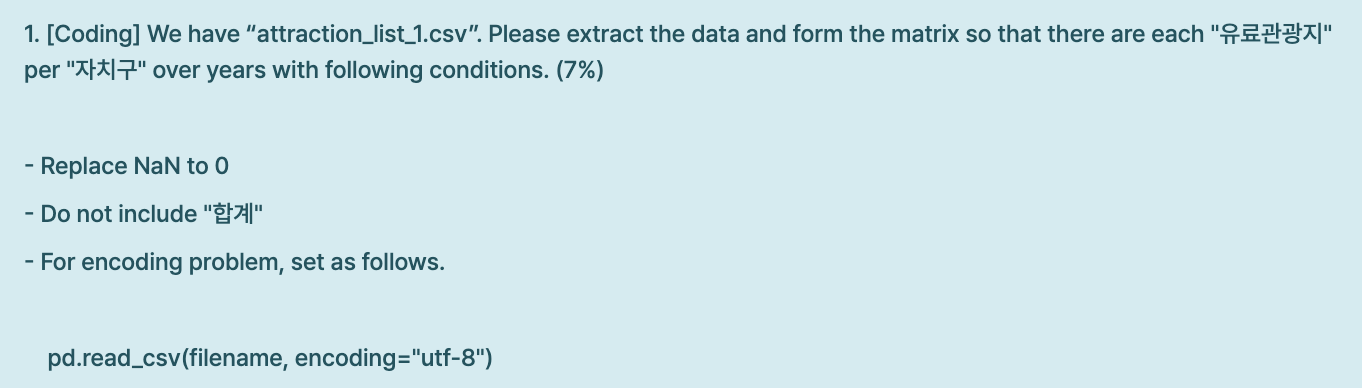 1. [Coding] We have “attraction_list_1.csv”. Please extract the data and form the matrix so that there are each "유료관광지"
per "자치구" over years with following conditions. (7%)
- Replace NaN to 0
- Do not include "합계"
- For encoding problem, set as follows.
pd.read_csv(filename, encoding="utf-8")